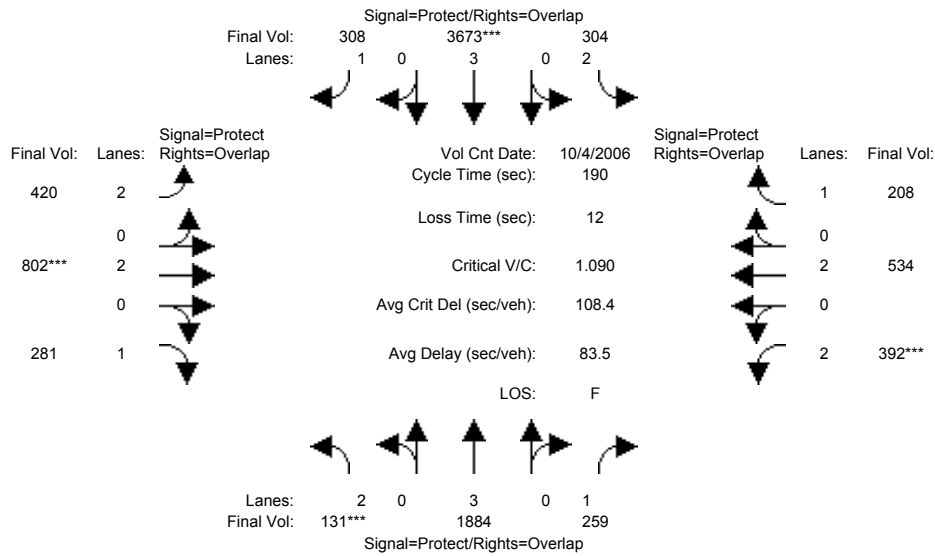 Signal=Protect/Rights=Overlap
Final Vol: 308 3673*** 304
Lanes: 1 0 3 0 2
Signal=Protect Signal=Protect
Final Vol: Lanes: Rights=Overlap Vol Cnt Date: 10/4/2006 Rights=Overlap Lanes: Final Vol:
Cycle Time (sec): 190
420 2 1 208
Loss Time (sec): 12
0 0
802*** 2 Critical V/C: 1.090 2 534
0 Avg Crit Del (sec/veh): 108.4 0
281 1 Avg Delay (sec/veh): 83.5 2 392***
LOS: F
Lanes: 2 0 3 0 1
Final Vol: 131*** 1884 259
Signal=Protect/Rights=Overlap